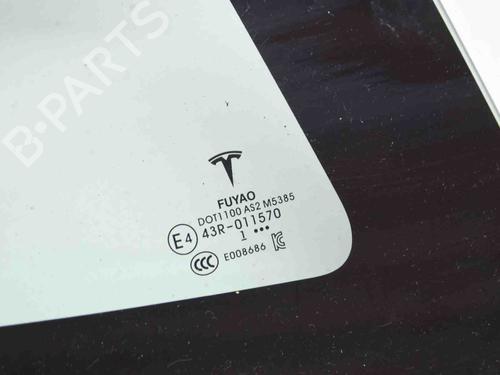 B-PARTS
FUYAO
DOT1100 AS2 M5385
E4 43R-011570
1 •••
CCC E008686